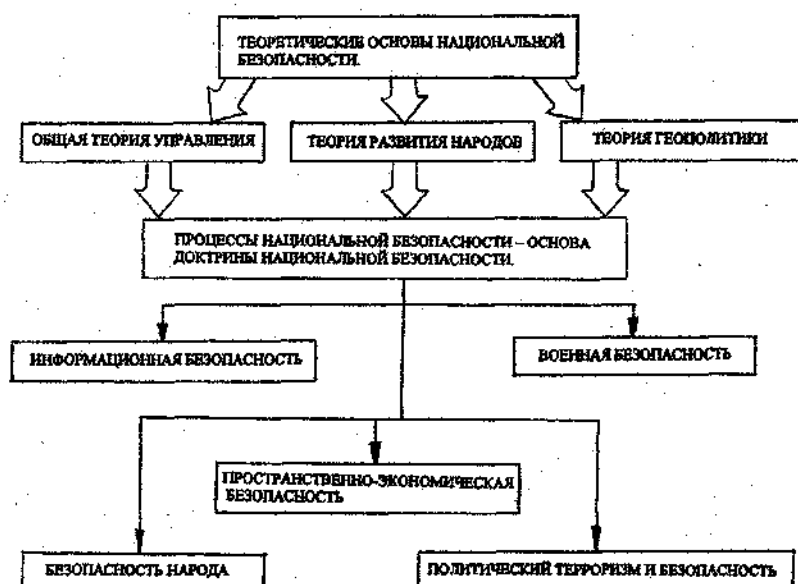 ТЕОРЕТИЧЕСКИЕ ОСНОВЫ НАЦИОНАЛЬНОЙ
БЕЗОПАСНОСТИ.
ОБЩАЯ ТЕОРИЯ УПРАВЛЕНИЯ
ТЕОРИЯ РАЗВИТИЯ НАРОДОВ
ТЕОРИЯ ГЕОПОЛИТИКИ
ПРОЦЕССЫ НАЦИОНАЛЬНОЙ БЕЗОПАСНОСТИ – ОСНОВА
ДОКТРИНЫ НАЦИОНАЛЬНОЙ БЕЗОПАСНОСТИ.
ИНФОРМАЦИОННАЯ БЕЗОПАСНОСТЬ
ВОЕННАЯ БЕЗОПАСНОСТЬ
ПРОСТРАНСТВЕННО-ЭКОНОМИЧЕСКАЯ
БЕЗОПАСНОСТЬ
БЕЗОПАСНОСТЬ НАРОДА
ПОЛИТИЧЕСКИЙ ТЕРРОРИЗМ И БЕЗОПАСНОСТЬ